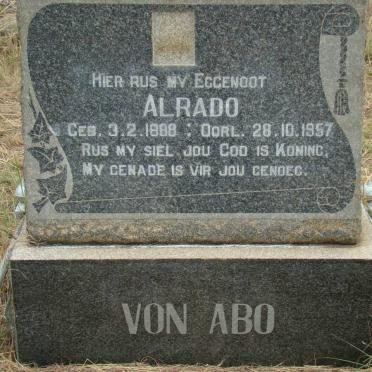 HIER RUS MY EGGENOOT
ALRADO
GEB. 3.2.1888 : OORL. 28.10.1957
RUS MY SIEL JOU GOD IS KONING,
MY GENADE IS VIR JOU GENOEG.
VON ABO